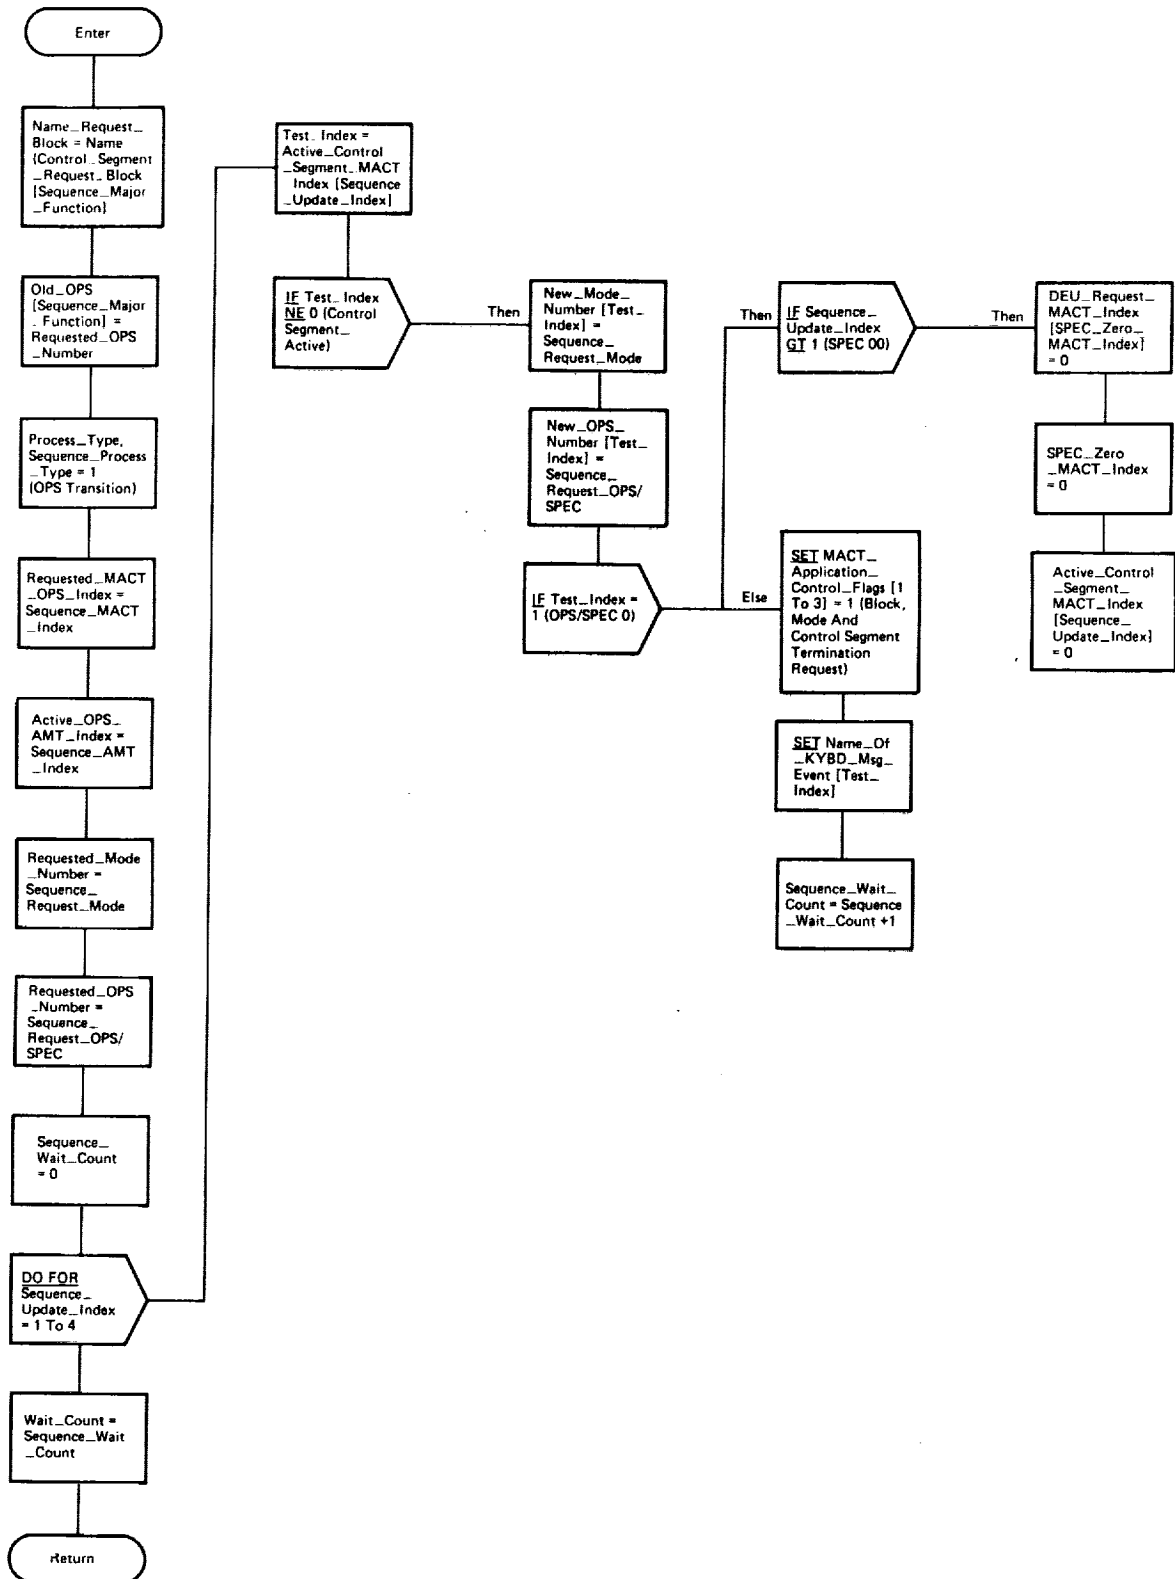 Enter
Name_Request_
Block = Name
(Control_Segment
_Request_Block
[Sequence_Major
_Function]
Old_OPS
[Sequence_Major
_Function] =
Requested_OPS
_Number
Process_Type,
Sequence_Process
_Type = 1
(OPS Transition)
Requested_MACT
_OPS_Index =
Sequence_MACT
_Index
Active_OPS_
AMT_Index =
Sequence_AMT
_Index
Requested_Mode
_Number =
Sequence_
Request_Mode
Requested_OPS
_Number =
Sequence_
Request_OPS/
SPEC
Sequence_
Wait_Count
= 0
DO FOR
Sequence_
Update_Index
= 1 To 4
Wait_Count =
Sequence_Wait
_Count
Return
Test_Index =
Active_Control
_Segment_MACT
_Index [Sequence
_Update_Index]
IF Test_Index
NE 0 (Control
Segment_
Active)
Then
New_Mode_
Number [Test_
Index] =
Sequence_
Request_Mode
New_OPS_
Number [Test_
Index] =
Sequence_
Request_OPS/
SPEC
IF Test_Index =
1 (OPS/SPEC 0)
Then
IF Sequence_
Update_Index
GT 1 (SPEC 00)
Then
DEU_Request_
MACT_Index
[SPEC_Zero_
MACT_Index]
= 0
SPEC_Zero
_MACT_Index
= 0
Active_Control
_Segment_
MACT_Index
[Sequence_
Update_Index]
= 0
Else
SET MACT_
Application_
Control_Flags [1
To 3] = 1 (Block,
Mode And
Control Segment
Termination
Request)
SET Name_Of
_KYBD_Msg_
Event [Test_
Index]
Sequence_Wait_
Count = Sequence
_Wait_Count +1